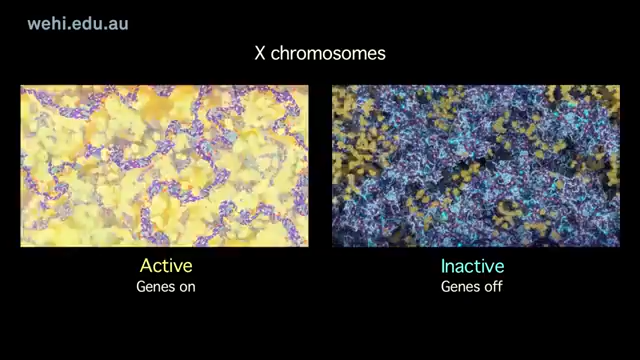 wehi.edu.au
X chromosomes
Active
Genes on
Inactive
Genes off